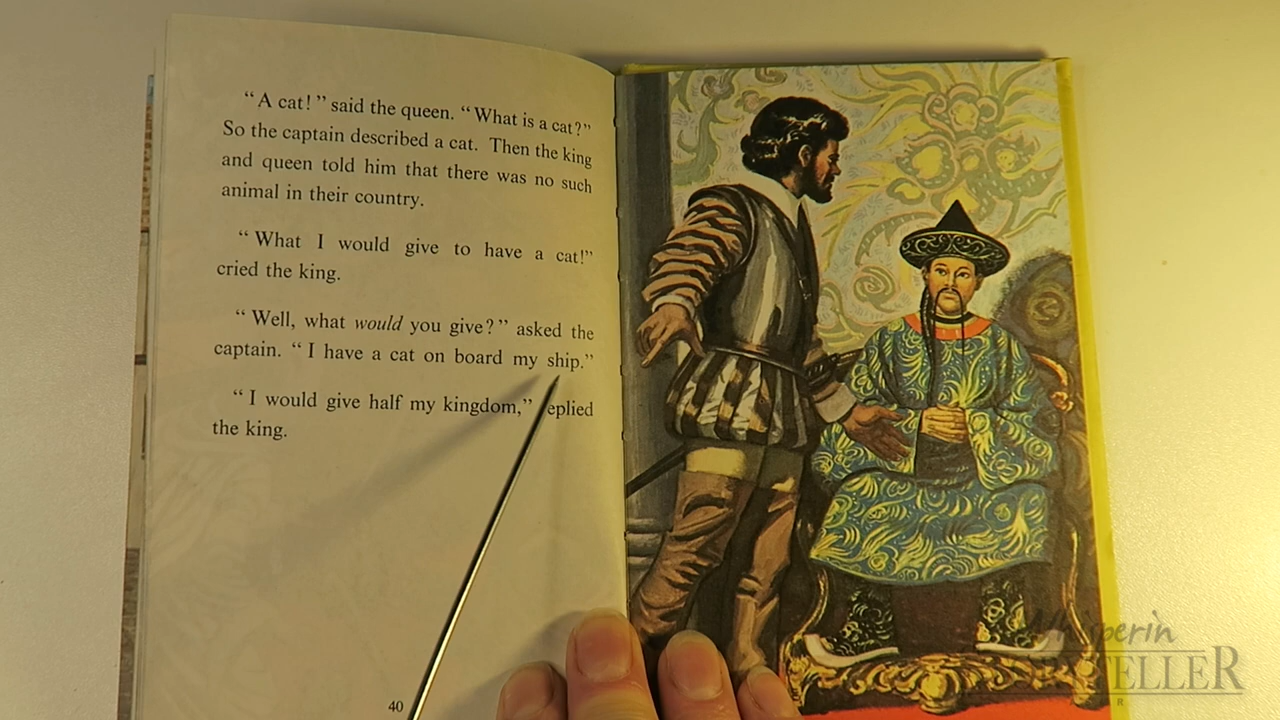 “A cat!” said the queen. “What is a cat?”
So the captain described a cat. Then the king
and queen told him that there was no such
animal in their country.
“What I would give to have a cat!”
cried the king.
“Well, what would you give?” asked the
captain. “I have a cat on board my ship.”
“I would give half my kingdom,” eplied
the king.
40
Whisperin
TELLER